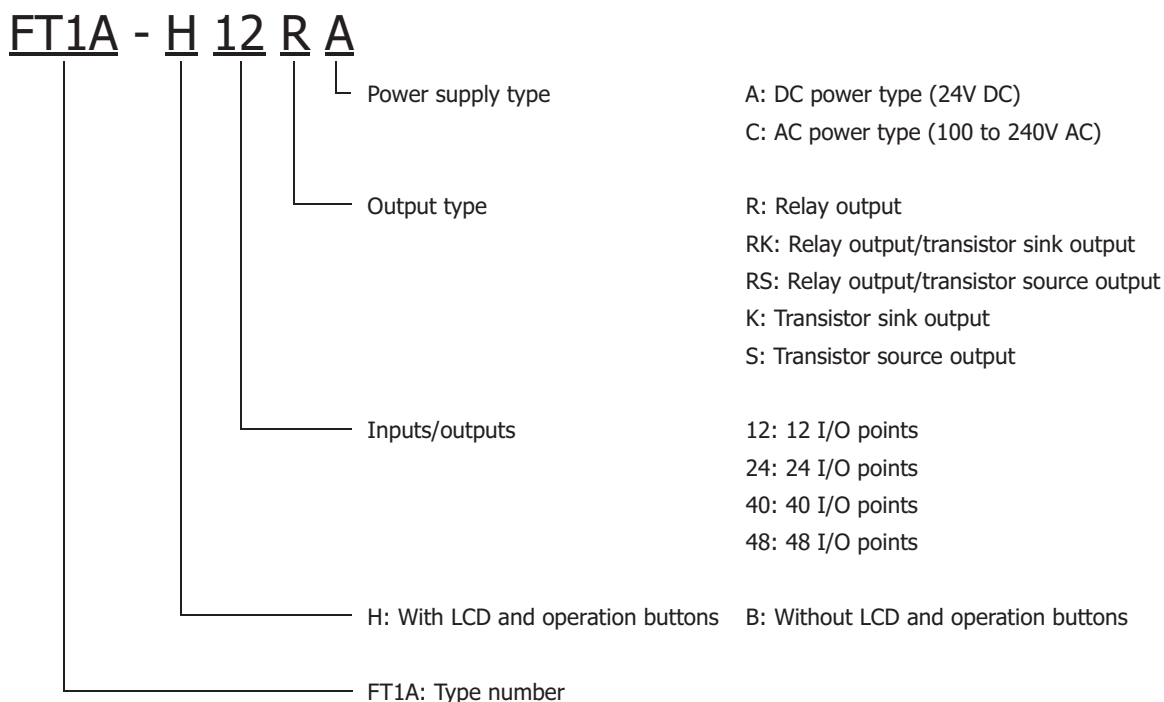 FT1A - H 12 R A
Power supply type A: DC power type (24V DC)
C: AC power type (100 to 240V AC)
Output type R: Relay output
RK: Relay output/transistor sink output
RS: Relay output/transistor source output
K: Transistor sink output
S: Transistor source output
Inputs/outputs 12: 12 I/O points
24: 24 I/O points
40: 40 I/O points
48: 48 I/O points
H: With LCD and operation buttons B: Without LCD and operation buttons
FT1A: Type number